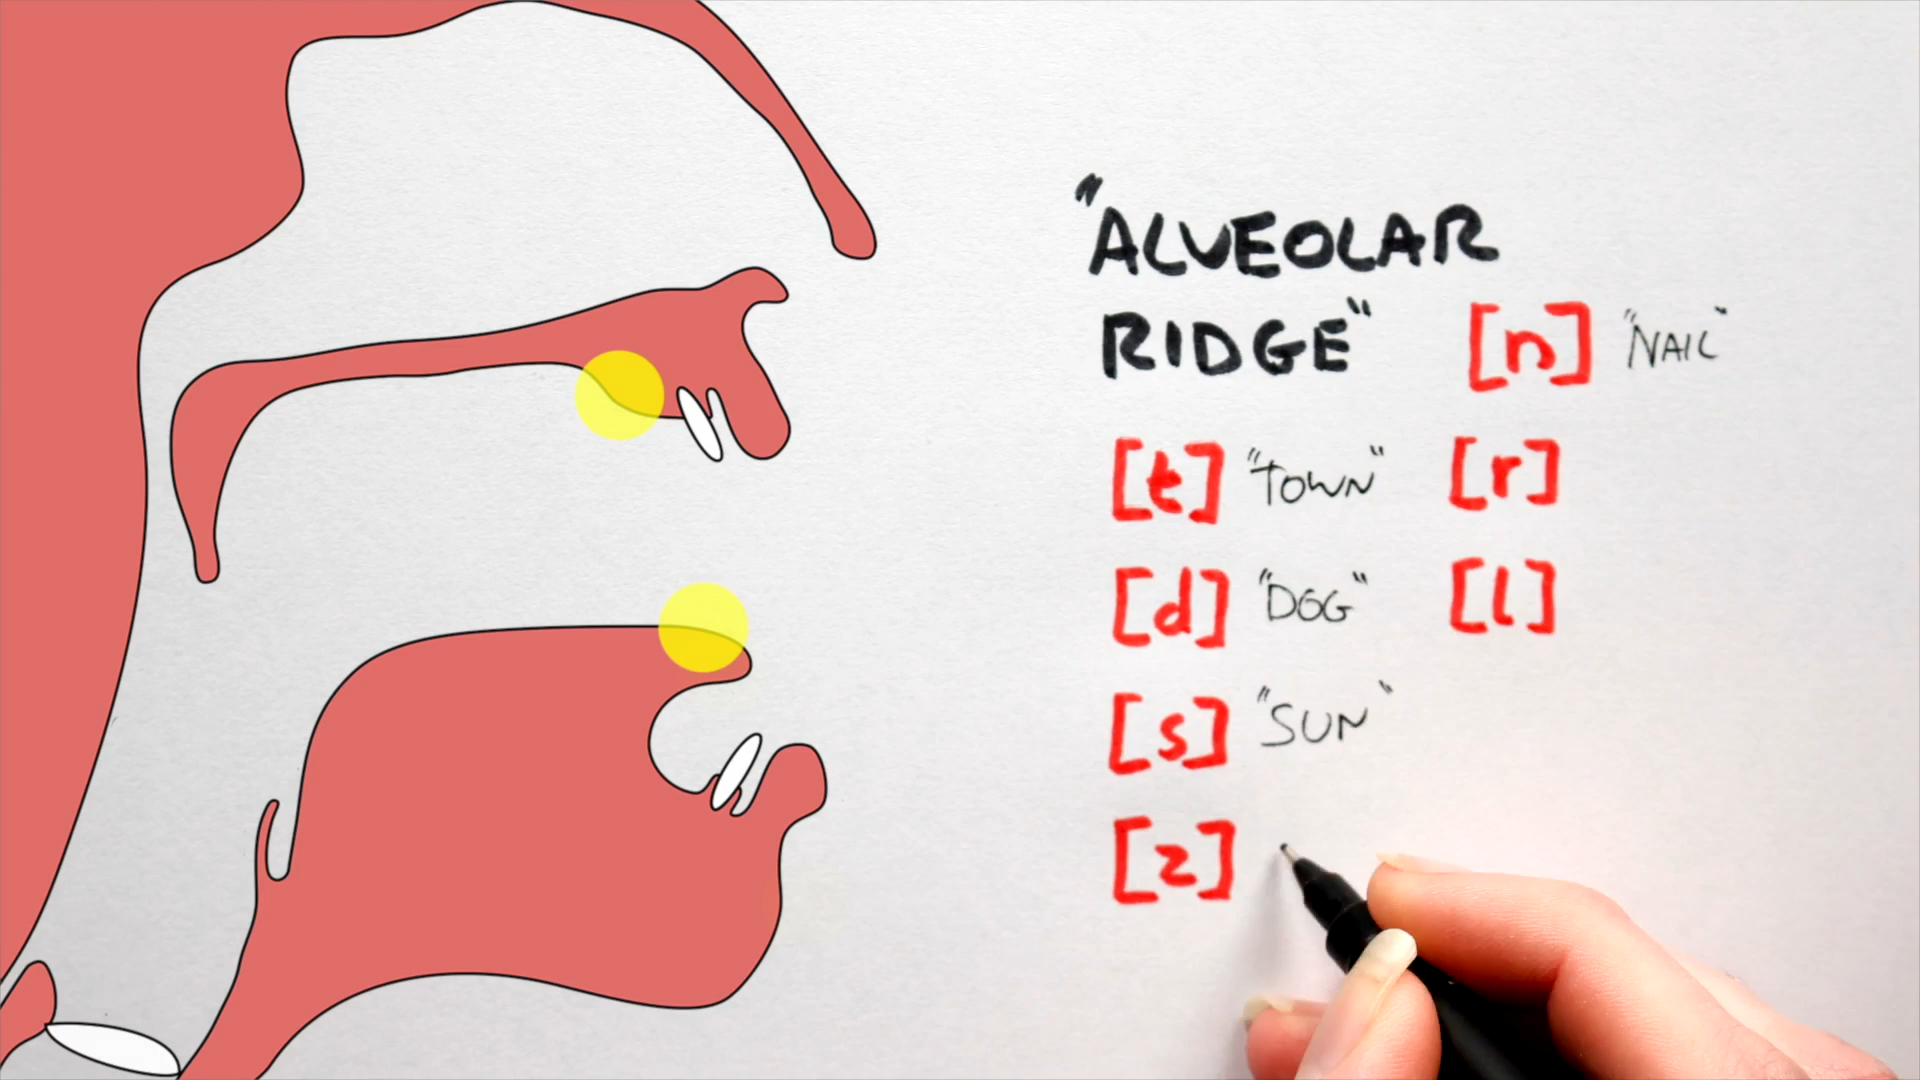 "ALVEOLAR
RIDGE"
[n] "NAIL"
[t] "TOWN"
[r]
[d] "DOG"
[l]
[s] "SUN"
[z]